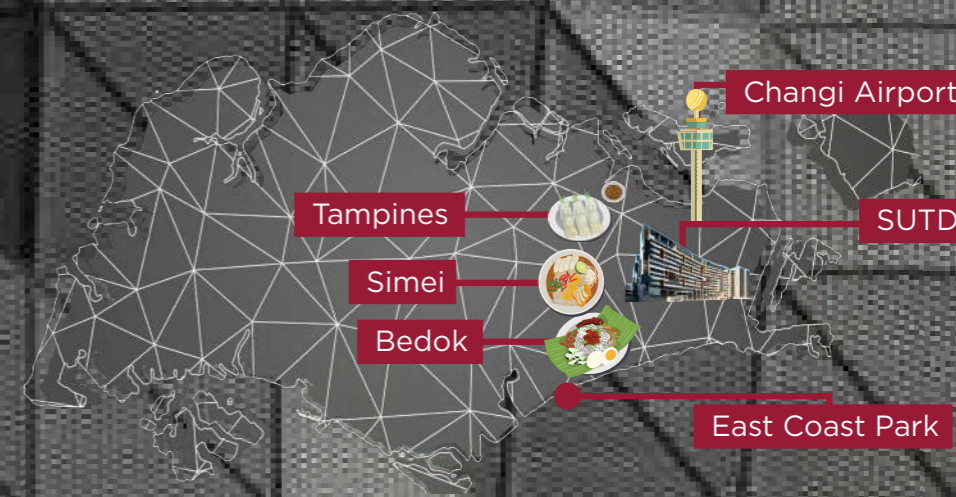 Changi Airport
Tampines
SUTD
Simei
Bedok
East Coast Park